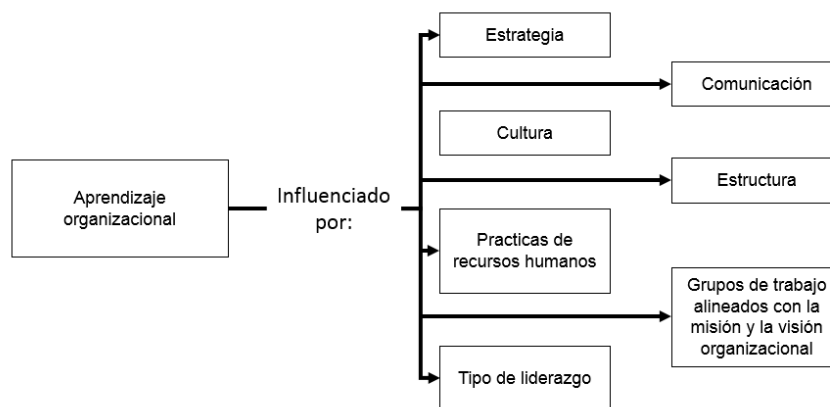 Estrategia
Comunicación
Cultura
Aprendizaje
organizacional
Influenciado
por:
Estructura
Practicas de
recursos humanos
Grupos de trabajo
alineados con la
misión y la visión
organizacional
Tipo de liderazgo